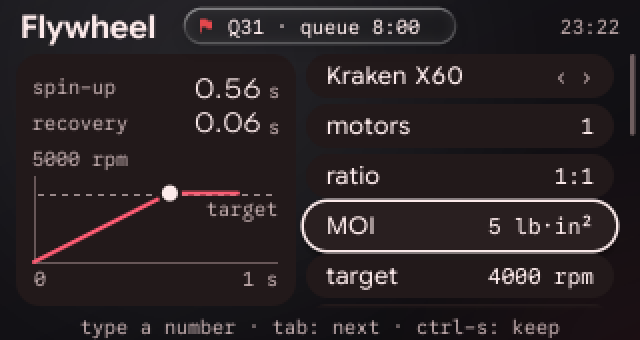 Flywheel
Q31 · queue 8:00
23:22
spin-up 0.56 s
recovery 0.06 s
5000 rpm
target
0 1 s
Kraken X60 ‹ ›
motors 1
ratio 1:1
MOI 5 lb·in²
target 4000 rpm
type a number · tab: next · ctrl-s: keep